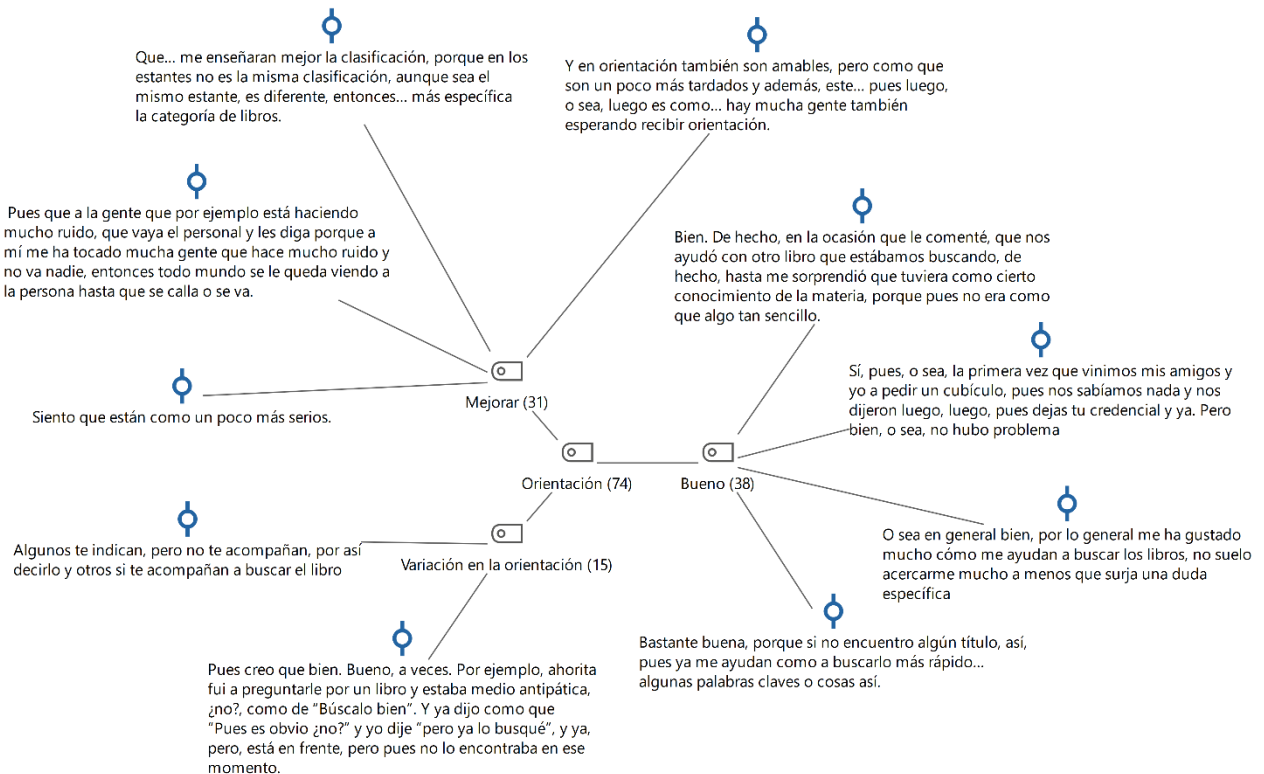 Que... me enseñaran mejor la clasificación, porque en los
estantes no es la misma clasificación, aunque sea el
mismo estante, es diferente, entonces... más específica
la categoría de libros.
Y en orientación también son amables, pero como que
son un poco más tardados y además, este... pues luego,
o sea, luego es como... hay mucha gente también
esperando recibir orientación.
Pues que a la gente que por ejemplo está haciendo
mucho ruido, que vaya el personal y les diga porque a
mí me ha tocado mucha gente que hace mucho ruido y
no va nadie, entonces todo mundo se le queda viendo a
la persona hasta que se calla o se va.
Bien. De hecho, en la ocasión que le comenté, que nos
ayudó con otro libro que estábamos buscando, de
hecho, hasta me sorprendió que tuviera como cierto
conocimiento de la materia, porque pues no era como
que algo tan sencillo.
Sí, pues, o sea, la primera vez que vinimos mis amigos y
yo a pedir un cubículo, pues nos sabíamos nada y nos
dijeron luego, luego, pues dejas tu credencial y ya. Pero
bien, o sea, no hubo problema
Siento que están como un poco más serios.
Mejorar (31)
Orientación (74)
Bueno (38)
Variación en la orientación (15)
Algunos te indican, pero no te acompañan, por así
decirlo y otros si te acompañan a buscar el libro
O sea en general bien, por lo general me ha gustado
mucho cómo me ayudan a buscar los libros, no suelo
acercarme mucho a menos que surja una duda
específica
Bastante buena, porque si no encuentro algún título, así,
pues ya me ayudan como a buscarlo más rápido...
algunas palabras claves o cosas así.
Pues creo que bien. Bueno, a veces. Por ejemplo, ahorita
fui a preguntarle por un libro y estaba medio antipática,
¿no?, como de "Búscalo bien". Y ya dijo como que
"Pues es obvio ¿no?" y yo dije "pero ya lo busqué", y ya,
pero, está en frente, pero pues no lo encontraba en ese
momento.